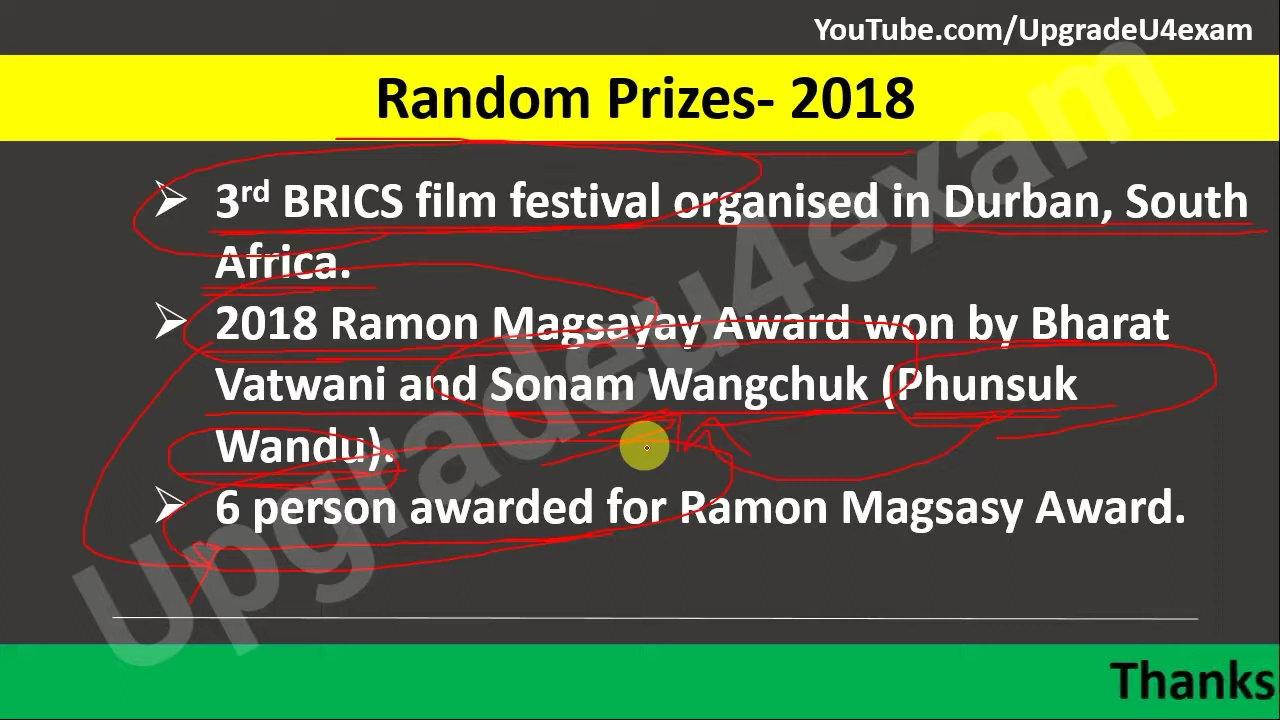 YouTube.com/UpgradeU4exam
Random Prizes- 2018
➤ 3rd BRICS film festival organised in Durban, South
Africa.
➤ 2018 Ramon Magsayay Award won by Bharat
Vatwani and Sonam Wangchuk (Phunsuk
Wandu).
➤ 6 person awarded for Ramon Magsasy Award.
Upgradeu4exam
Thanks